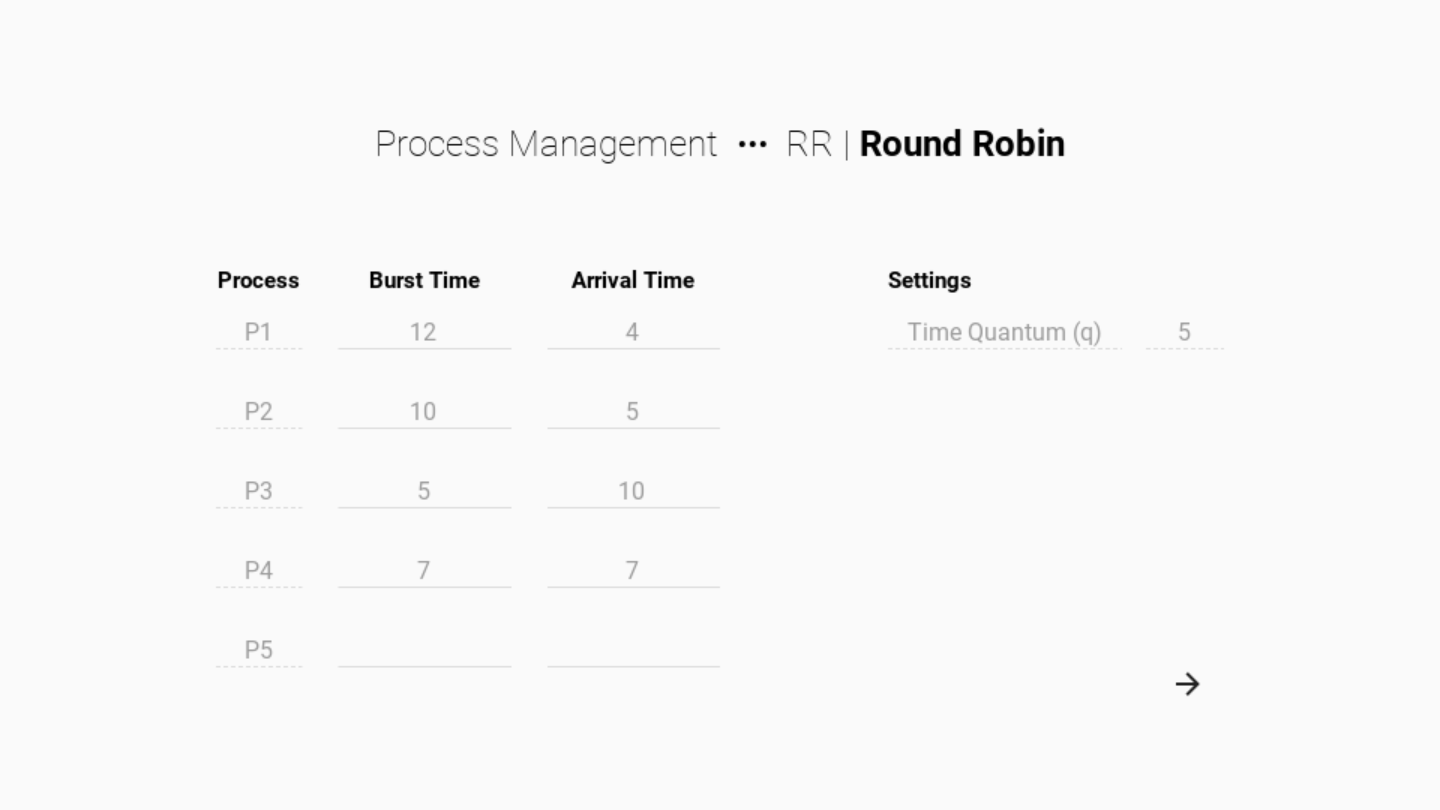 Process Management ••• RR | Round Robin
Process Burst Time Arrival Time Settings
P1 12 4 Time Quantum (q) 5
P2 10 5
P3 5 10
P4 7 7
P5